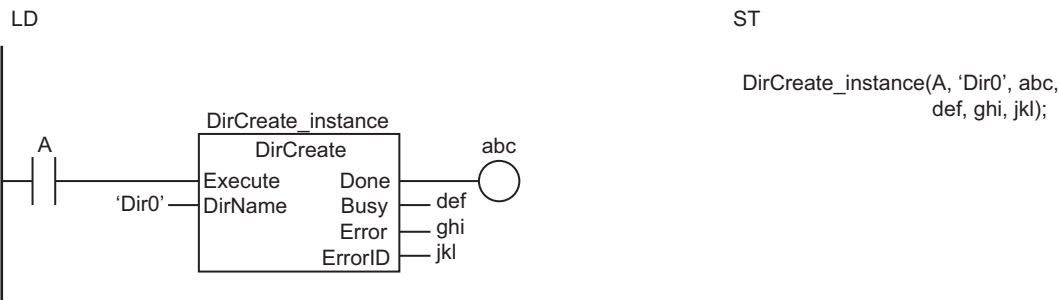 LD
ST
DirCreate_instance(A, ‘Dir0’, abc,
def, ghi, jkl);
DirCreate_instance
A
DirCreate
abc
Execute Done
‘Dir0’ DirName Busy def
Error ghi
ErrorID jkl